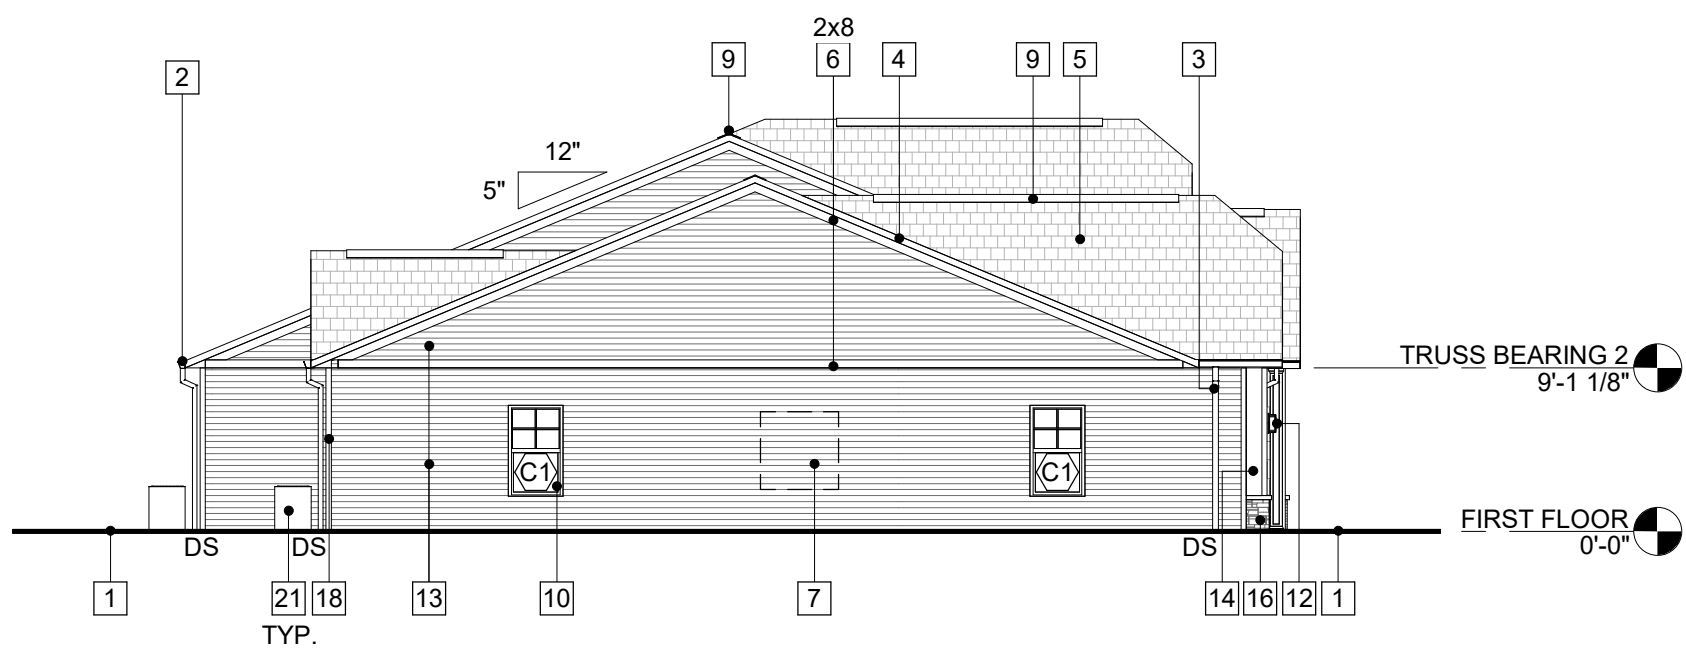 2x8
2
9
6
4
9
5
3
12"
5"
TRUSS BEARING 2
9'-1 1/8"
C1
C1
FIRST FLOOR
0'-0"
DS
DS
DS
1
21
18
13
10
7
14
16
12
1
TYP.